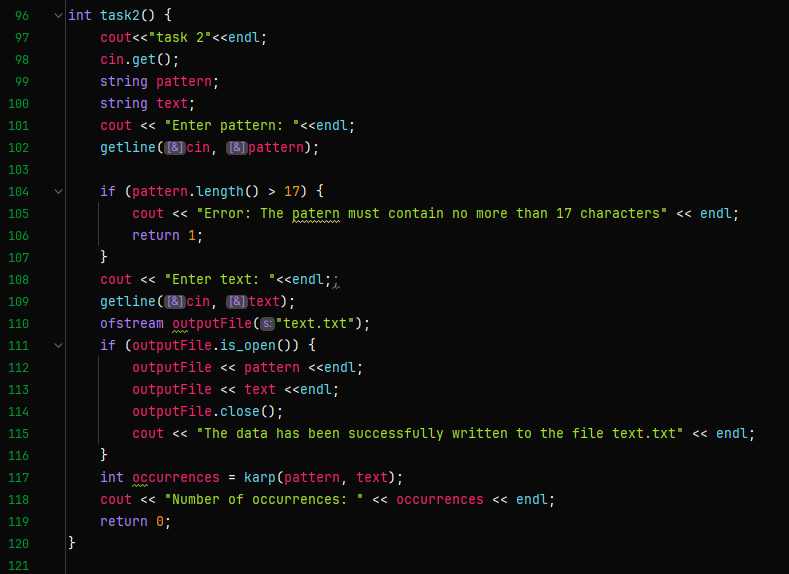 96 int task2() {
97 cout<<"task 2"<<endl;
98 cin.get();
99 string pattern;
100 string text;
101 cout << "Enter pattern: "<<endl;
102 getline([&]cin, [&]pattern);
103
104 if (pattern.length() > 17) {
105 cout << "Error: The patern must contain no more than 17 characters" << endl;
106 return 1;
107 }
108 cout << "Enter text: "<<endl;;
109 getline([&]cin, [&]text);
110 ofstream outputFile(s:"text.txt");
111 if (outputFile.is_open()) {
112 outputFile << pattern <<endl;
113 outputFile << text <<endl;
114 outputFile.close();
115 cout << "The data has been successfully written to the file text.txt" << endl;
116 }
117 int occurrences = karp(pattern, text);
118 cout << "Number of occurrences: " << occurrences << endl;
119 return 0;
120 }
121